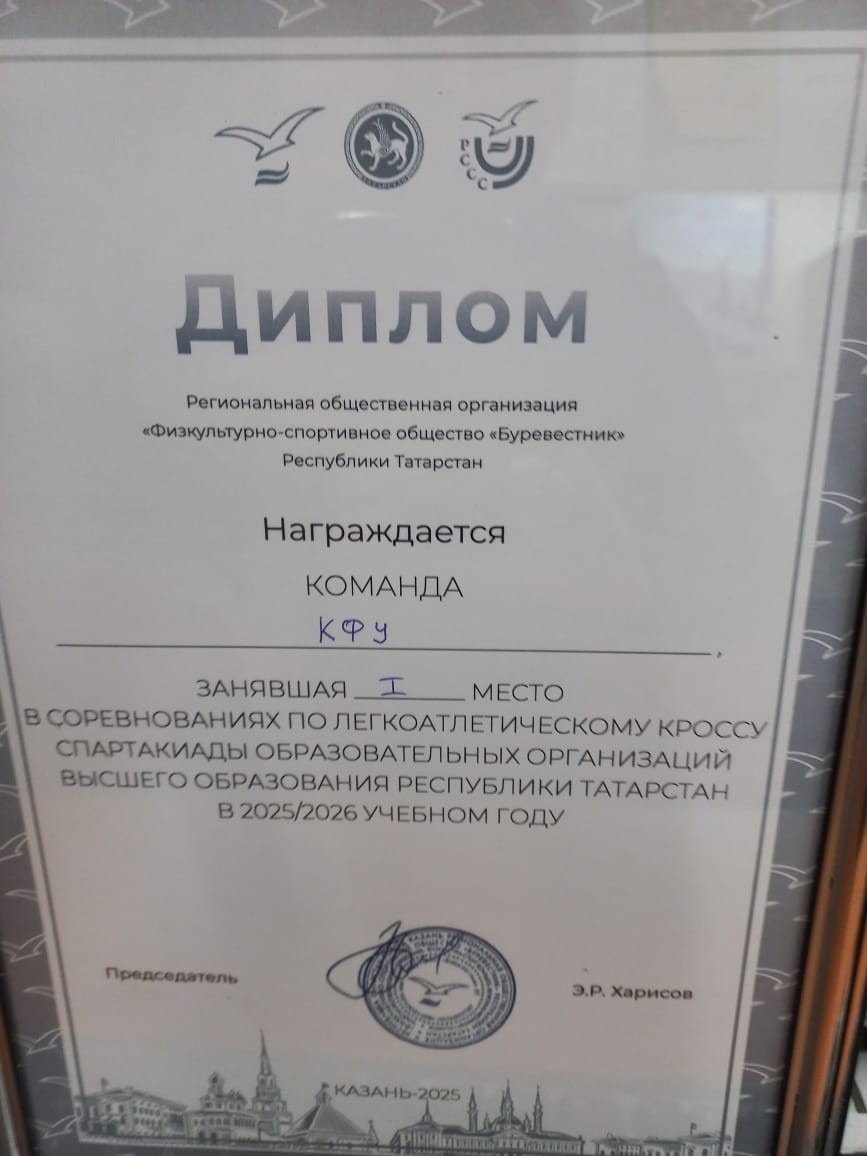 РССС
Диплом
Региональная общественная организация
«Физкультурно-спортивное общество «Буревестник»
Республики Татарстан
Награждается
КОМАНДА
КФУ
,
ЗАНЯВШАЯ I МЕСТО
В СОРЕВНОВАНИЯХ ПО ЛЕГКОАТЛЕТИЧЕСКОМУ КРОССУ
СПАРТАКИАДЫ ОБРАЗОВАТЕЛЬНЫХ ОРГАНИЗАЦИЙ
ВЫСШЕГО ОБРАЗОВАНИЯ РЕСПУБЛИКИ ТАТАРСТАН
В 2025/2026 УЧЕБНОМ ГОДУ
Председатель
Э.Р. Харисов
КАЗАНЬ-2025